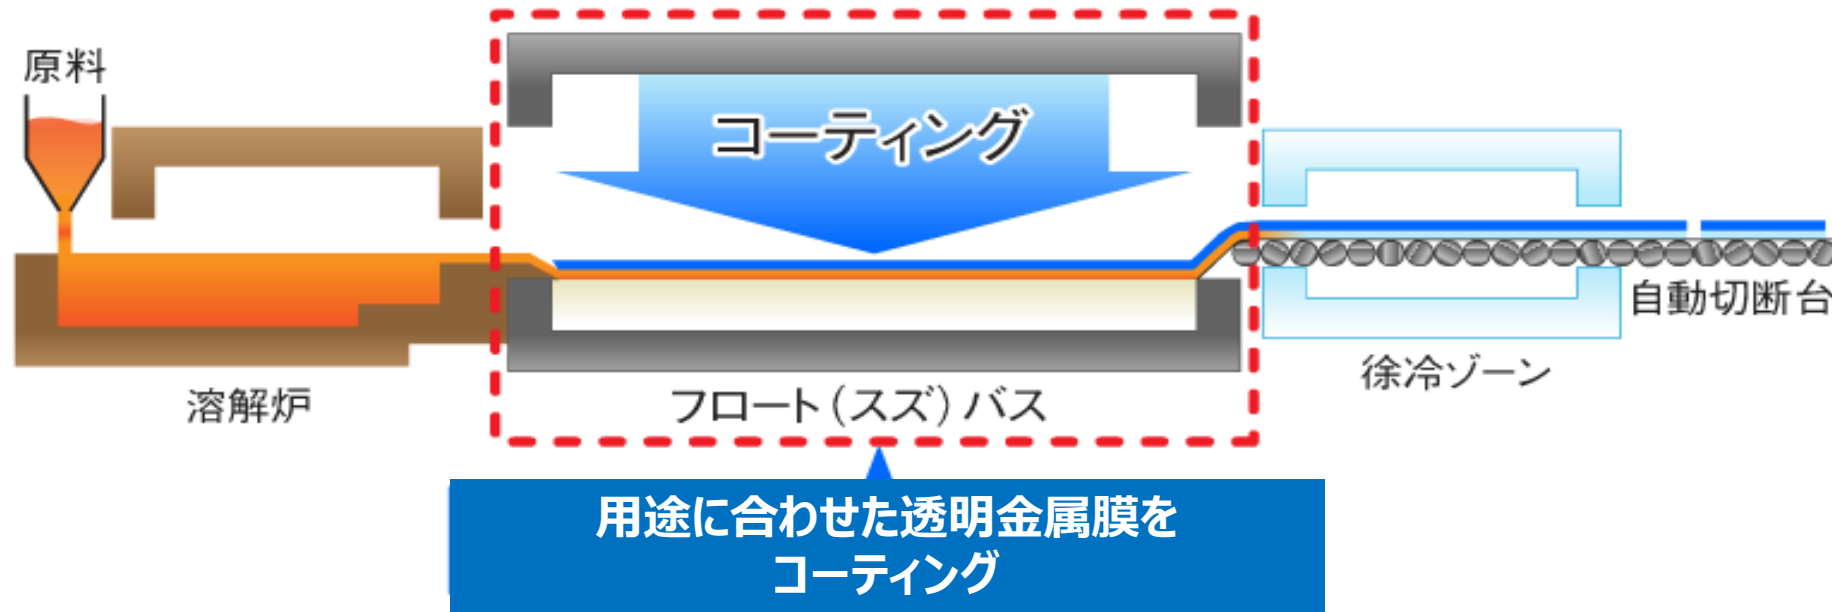 原料
コーティング
自動切断台
徐冷ゾーン
溶解炉
フロート（スズ）バス
用途に合わせた透明金属膜を
コーティング